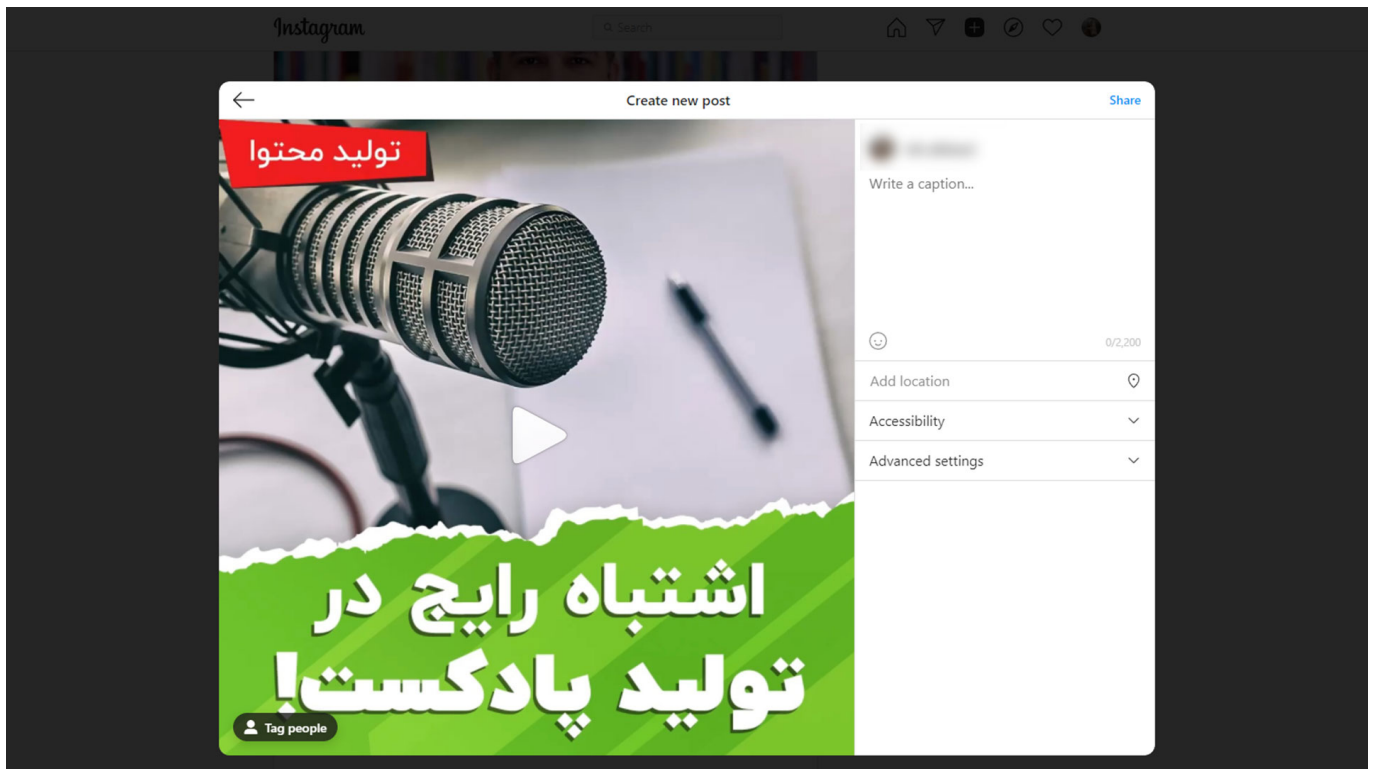 Instagram
Search
Create new post
Share
تولید محتوا
Write a caption...
0/2,200
Add location
Accessibility
Advanced settings
اشتباه رایج در
تولید پادکست!
Tag people